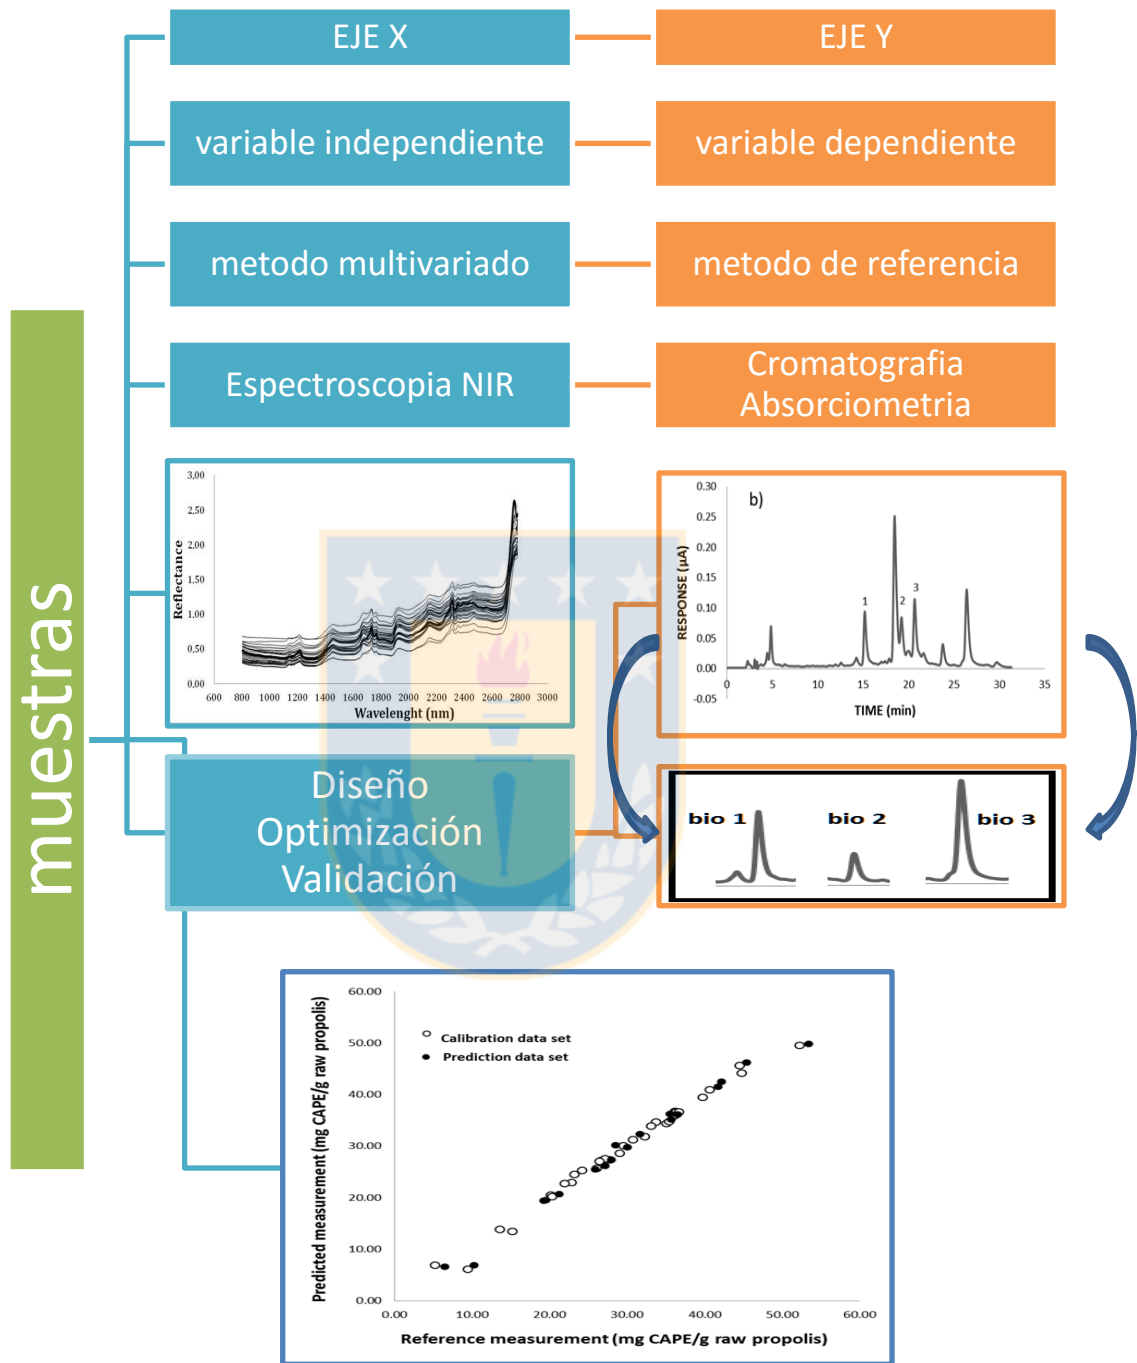 EJE X
EJE Y
variable independiente
variable dependiente
metodo multivariado
metodo de referencia
Espectroscopia NIR
Cromatografia
Absorciometria
muestras
3,00
2,50
2,00
1,50
1,00
0,50
0,00
Reflectance
600 800 1000 1200 1400 1600 1800 2000 2200 2400 2600 2800 3000
Wavelenght (nm)
b)
0.30
0.25
0.20
0.15
0.10
0.05
0.00
-0.05
RESPONSE (µA)
1
2
3
0 5 10 15 20 25 30 35
TIME (min)
Diseño
Optimización
Validación
bio 1
bio 2
bio 3
60.00
50.00
40.00
30.00
20.00
10.00
0.00
Predicted measurement (mg CAPE/g raw propolis)
Calibration data set
Prediction data set
0.00 10.00 20.00 30.00 40.00 50.00 60.00
Reference measurement (mg CAPE/g raw propolis)